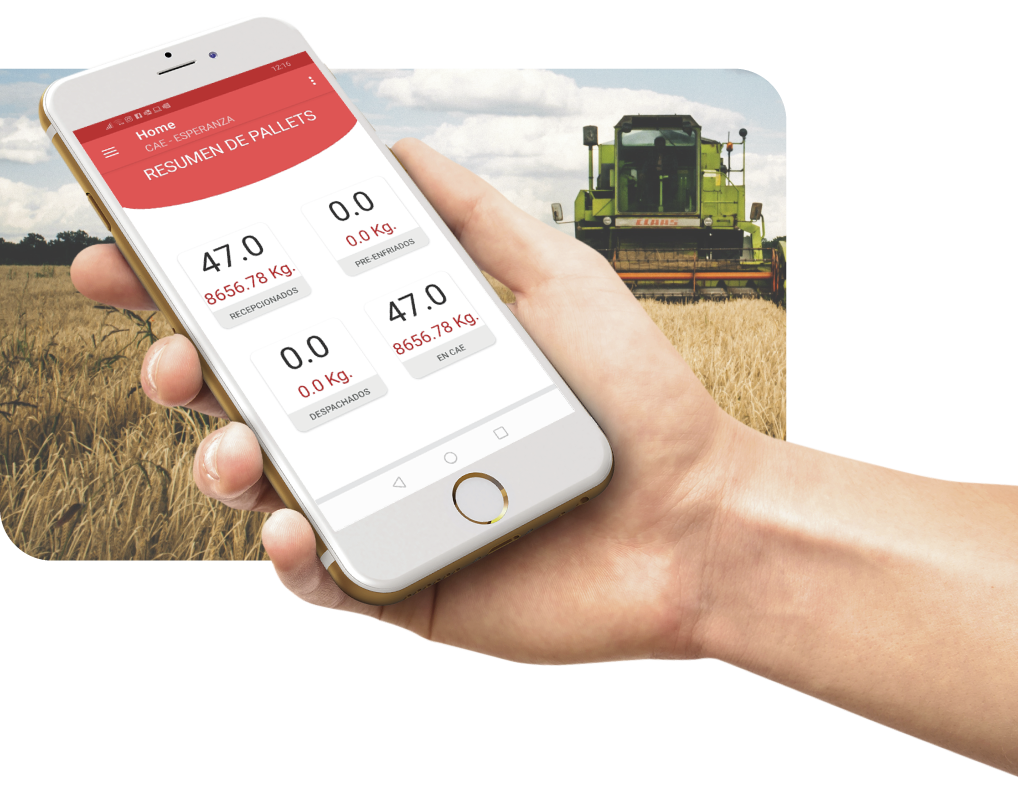 12:16
Home
CAE - ESPERANZA
RESUMEN DE PALLETS
47.0
8656.78 Kg.
RECEPCIONADOS
0.0
0.0 Kg.
PRE-ENFRIADOS
0.0
0.0 Kg.
DESPACHADOS
47.0
8656.78 Kg.
EN CAE
CLAAS